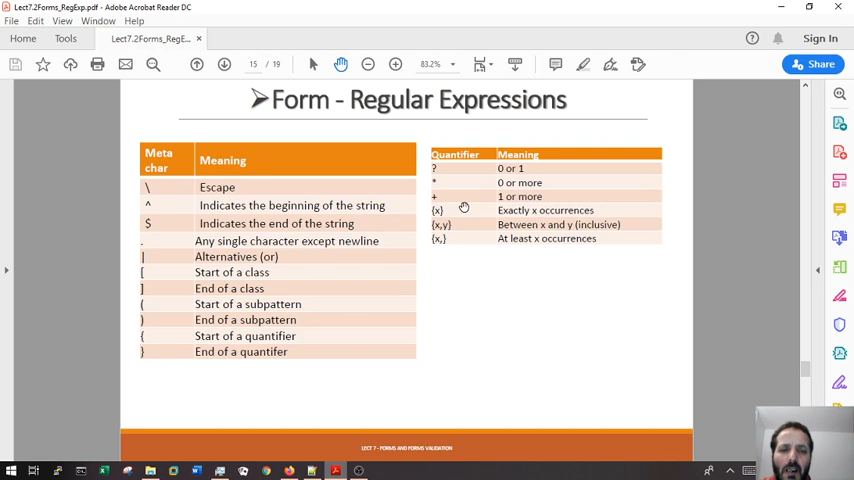 Lect7.2Forms_RegExp.pdf - Adobe Acrobat Reader DC
File Edit View Window Help
Home Tools Lect7.2Forms_RegE... × Sign In
15 / 19 83.2% Share
➢Form - Regular Expressions
Meta char Meaning
\ Escape
^ Indicates the beginning of the string
$ Indicates the end of the string
. Any single character except newline
| Alternatives (or)
[ Start of a class
] End of a class
( Start of a subpattern
) End of a subpattern
{ Start of a quantifier
} End of a quantifer
Quantifier Meaning
? 0 or 1
* 0 or more
+ 1 or more
{x} Exactly x occurrences
{x,y} Between x and y (inclusive)
{x,} At least x occurrences
LECT 7 - FORMS AND FORMS VALIDATION